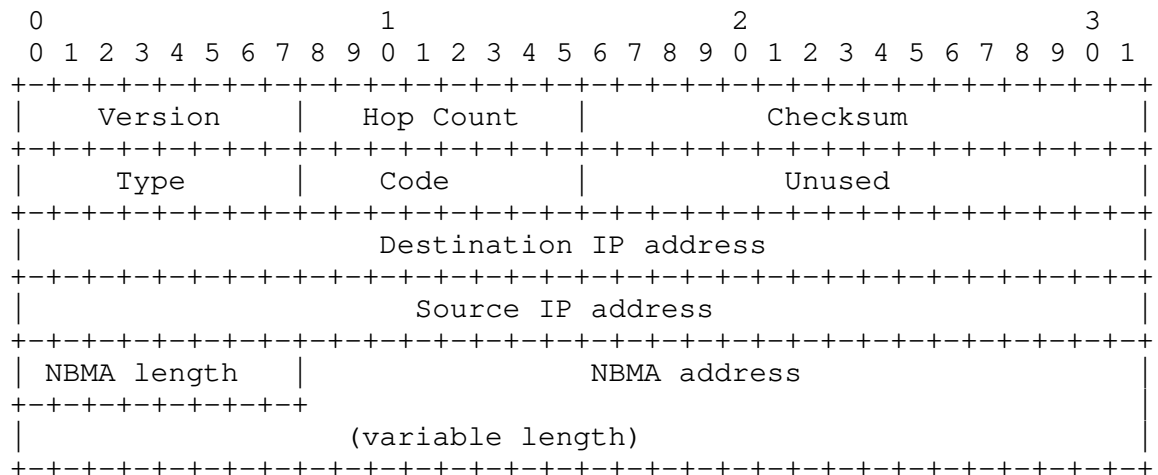 0                   1                   2                   3
 0 1 2 3 4 5 6 7 8 9 0 1 2 3 4 5 6 7 8 9 0 1 2 3 4 5 6 7 8 9 0 1
+-+-+-+-+-+-+-+-+-+-+-+-+-+-+-+-+-+-+-+-+-+-+-+-+-+-+-+-+-+-+-+-+
|    Version    |   Hop Count   |          Checksum             |
+-+-+-+-+-+-+-+-+-+-+-+-+-+-+-+-+-+-+-+-+-+-+-+-+-+-+-+-+-+-+-+-+
|     Type      |    Code       |           Unused              |
+-+-+-+-+-+-+-+-+-+-+-+-+-+-+-+-+-+-+-+-+-+-+-+-+-+-+-+-+-+-+-+-+
|                    Destination IP address                     |
+-+-+-+-+-+-+-+-+-+-+-+-+-+-+-+-+-+-+-+-+-+-+-+-+-+-+-+-+-+-+-+-+
|                      Source IP address                        |
+-+-+-+-+-+-+-+-+-+-+-+-+-+-+-+-+-+-+-+-+-+-+-+-+-+-+-+-+-+-+-+-+
| NBMA length   |                NBMA address                   |
+-+-+-+-+-+-+-+-+                                               |
|                  (variable length)                            |
+-+-+-+-+-+-+-+-+-+-+-+-+-+-+-+-+-+-+-+-+-+-+-+-+-+-+-+-+-+-+-+-+